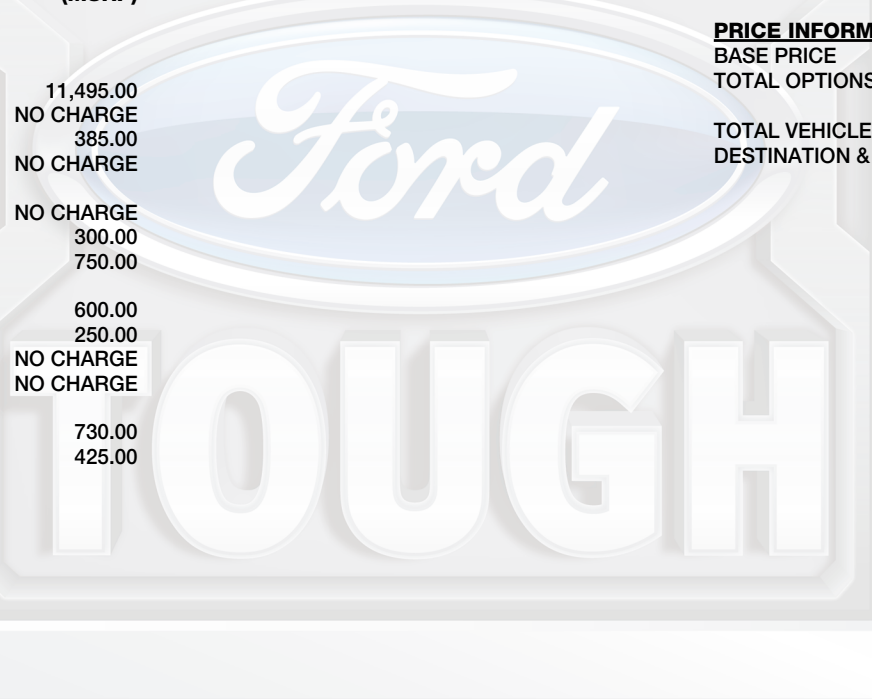 (MSRP)
11,495.00
NO CHARGE
385.00
NO CHARGE
NO CHARGE
300.00
750.00
600.00
250.00
NO CHARGE
NO CHARGE
730.00
425.00
PRICE INFORM
BASE PRICE
TOTAL OPTIONS
TOTAL VEHICLE
DESTINATION &
Ford
TOUGH